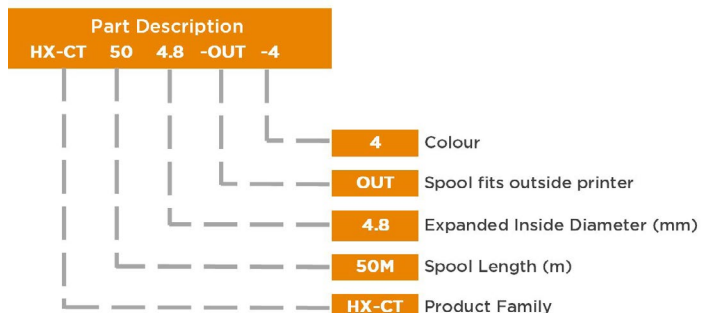 Part Description
HX-CT 50 4.8 -OUT -4
4 Colour
OUT Spool fits outside printer
4.8 Expanded Inside Diameter (mm)
50M Spool Length (m)
HX-CT Product Family